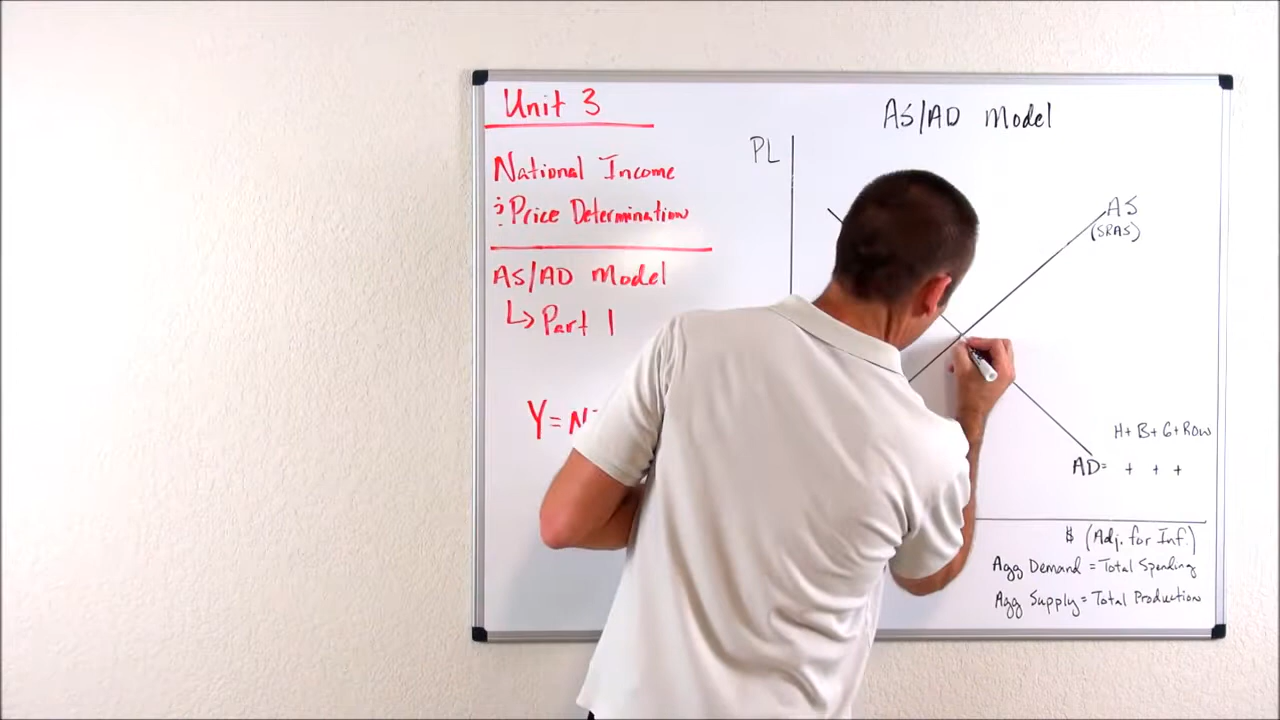 Unit 3
National Income
& Price Determination
AS/AD Model
↳ Part 1
Y=
AS/AD Model
PL
AS
(SRAS)
H+B+G+ROW
AD= + + +
$ (Adj. for Inf.)
Agg Demand = Total Spending
Agg Supply = Total Production